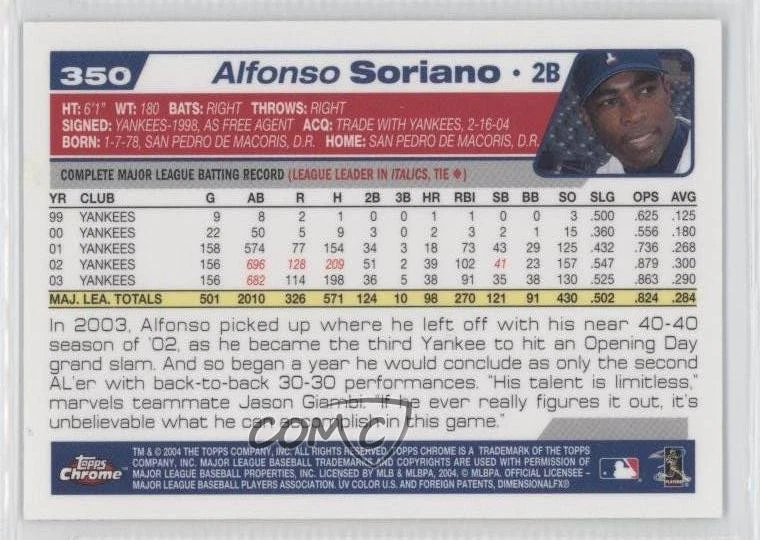 350 Alfonso Soriano · 2B
HT: 6'1" WT: 180 BATS: RIGHT THROWS: RIGHT
SIGNED: YANKEES-1998, AS FREE AGENT ACQ: TRADE WITH YANKEES, 2-16-04
BORN: 1-7-78, SAN PEDRO DE MACORIS, D.R. HOME: SAN PEDRO DE MACORIS, D.R.
COMPLETE MAJOR LEAGUE BATTING RECORD (LEAGUE LEADER IN ITALICS, TIE ♦)
YR CLUB G AB R H 2B 3B HR RBI SB BB SO SLG OPS AVG
99 YANKEES 9 8 2 1 0 0 1 1 0 0 3 .500 .625 .125
00 YANKEES 22 50 5 9 3 0 2 3 2 1 15 .360 .556 .180
01 YANKEES 158 574 77 154 34 3 18 73 43 29 125 .432 .736 .268
02 YANKEES 156 696 128 209 51 2 39 102 41 23 157 .547 .879 .300
03 YANKEES 156 682 114 198 36 5 38 91 35 38 130 .525 .863 .290
MAJ. LEA. TOTALS 501 2010 326 571 124 10 98 270 121 91 430 .502 .824 .284
In 2003, Alfonso picked up where he left off with his near 40-40
season of '02, as he became the third Yankee to hit an Opening Day
grand slam. And so began a year he would conclude as only the second
AL'er with back-to-back 30-30 performances. "His talent is limitless,"
marvels teammate Jason Giambi. "If he ever really figures it out, it's
unbelievable what he can accomplish in this game."
COMC
Topps Chrome
TM & © 2004 THE TOPPS COMPANY, INC. ALL RIGHTS RESERVED. TOPPS CHROME IS A TRADEMARK OF THE TOPPS
COMPANY, INC. MAJOR LEAGUE BASEBALL TRADEMARKS AND COPYRIGHTS ARE USED WITH PERMISSION OF
MAJOR LEAGUE BASEBALL PROPERTIES, INC. LICENSED BY MLB & MLBPA. © MLBPA. OFFICIAL LICENSEE -
MAJOR LEAGUE BASEBALL PLAYERS ASSOCIATION. UV COLOR U.S. AND FOREIGN PATENTS, DIMENSIONALFX®